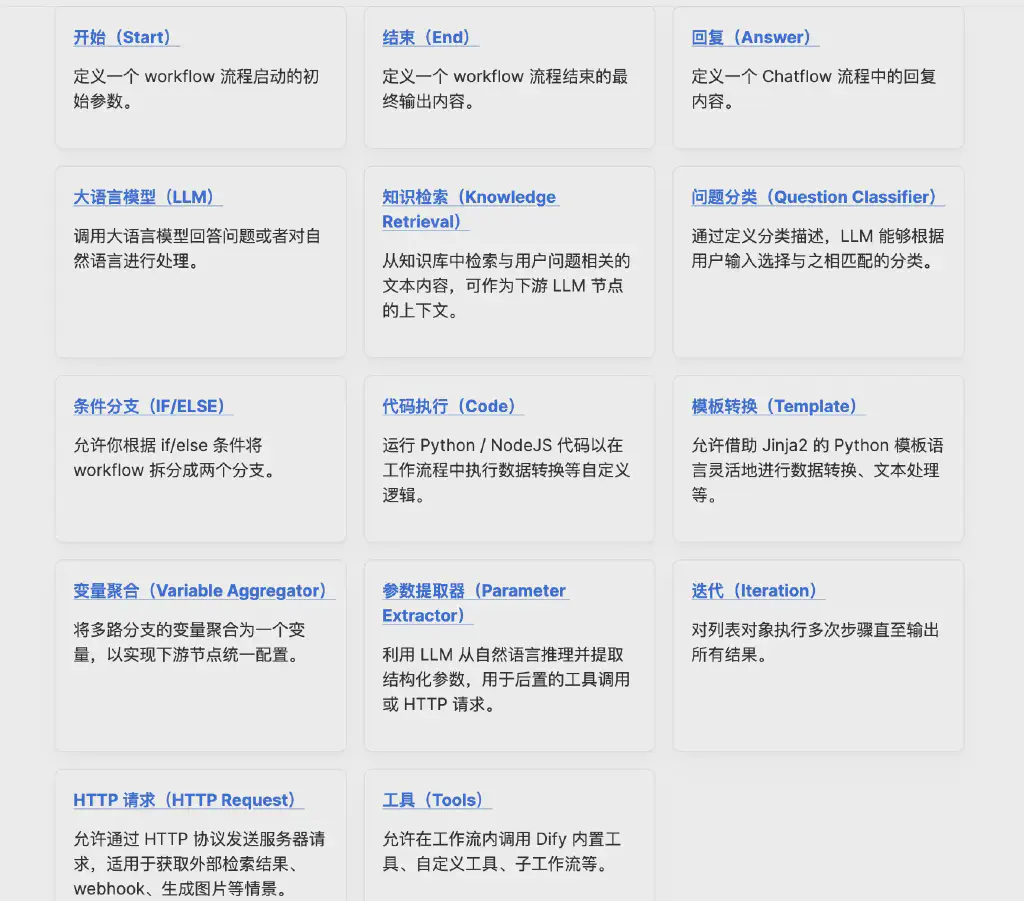 开始（Start）
定义一个 workflow 流程启动的初
始参数。
结束（End）
定义一个 workflow 流程结束的最
终输出内容。
回复（Answer）
定义一个 Chatflow 流程中的回复
内容。
大语言模型（LLM）
调用大语言模型回答问题或者对自
然语言进行处理。
知识检索（Knowledge
Retrieval）
从知识库中检索与用户问题相关的
文本内容，可作为下游 LLM 节点
的上下文。
问题分类（Question Classifier）
通过定义分类描述，LLM 能够根据
用户输入选择与之相匹配的分类。
条件分支（IF/ELSE）
允许你根据 if/else 条件将
workflow 拆分成两个分支。
代码执行（Code）
运行 Python / NodeJS 代码以在
工作流程中执行数据转换等自定义
逻辑。
模板转换（Template）
允许借助 Jinja2 的 Python 模板语
言灵活地进行数据转换、文本处理
等。
变量聚合（Variable Aggregator）
将多路分支的变量聚合为一个变
量，以实现下游节点统一配置。
参数提取器（Parameter
Extractor）
利用 LLM 从自然语言推理并提取
结构化参数，用于后置的工具调用
或 HTTP 请求。
迭代（Iteration）
对列表对象执行多次步骤直至输出
所有结果。
HTTP 请求（HTTP Request）
允许通过 HTTP 协议发送服务器请
求，适用于获取外部检索结果、
webhook、生成图片等情景。
工具（Tools）
允许在工作流内调用 Dify 内置工
具、自定义工具、子工作流等。